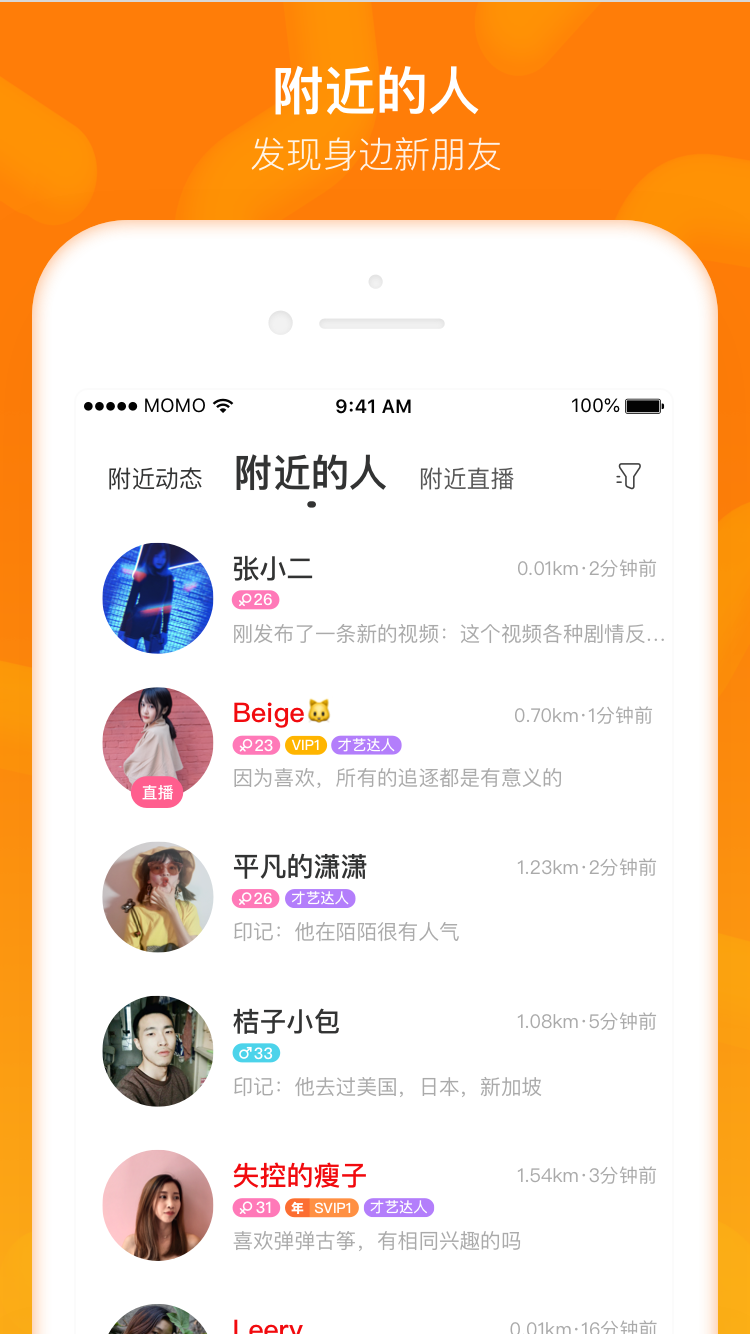 附近的人
发现身边新朋友
MOMO 9:41 AM 100%
附近动态 附近的人 附近直播
张小二 0.01km·2分钟前
26
刚发布了一条新的视频：这个视频各种剧情反...
Beige 0.70km·1分钟前
23 VIP1 才艺达人
直播 因为喜欢，所有的追逐都是有意义的
平凡的潇潇 1.23km·2分钟前
26 才艺达人
印记：他在陌陌很有人气
桔子小包 1.08km·5分钟前
♂33
印记：他去过美国，日本，新加坡
失控的瘦子 1.54km·3分钟前
31 年 SVIP1 才艺达人
喜欢弹弹古筝，有相同兴趣的吗
Leery 0.01km·16分钟前